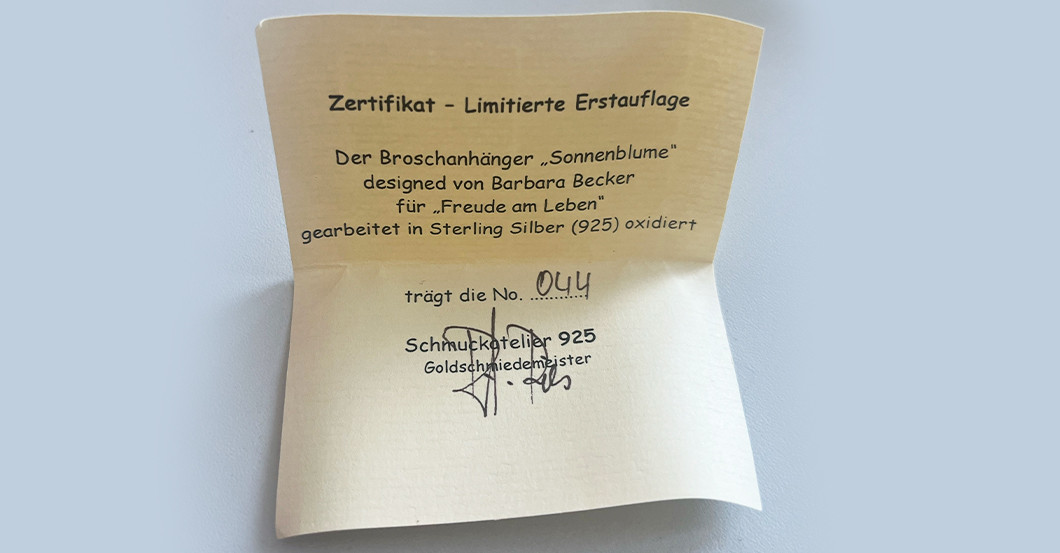 Zertifikat - Limitierte Erstauflage
Der Broschanhänger „Sonnenblume"
designed von Barbara Becker
für „Freude am Leben"
gearbeitet in Sterling Silber (925) oxidiert
trägt die No. 044
Schmuckatelier 925
Goldschmiedemeister